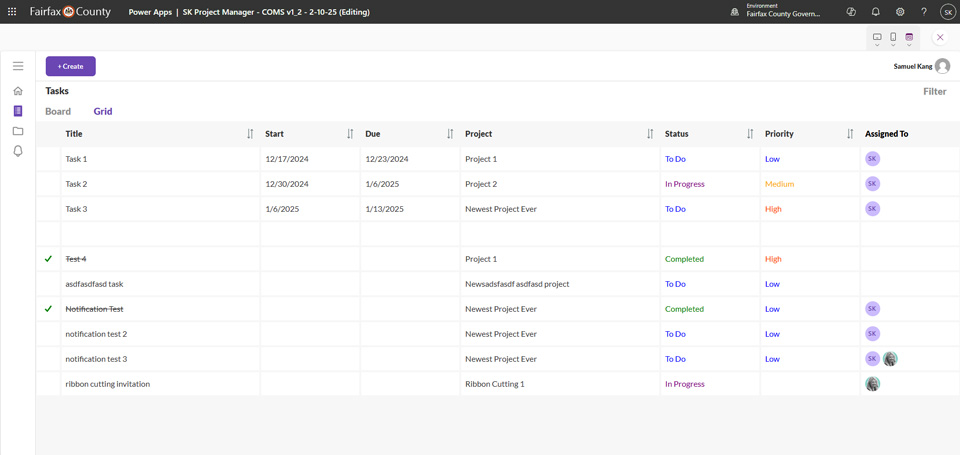 Fairfax County Power Apps | SK Project Manager - COMS v1_2 - 2-10-25 (Editing) Environment Fairfax County Govern... ? SK
+ Create Samuel Kang
Tasks Filter
Board Grid
Title Start Due Project Status Priority Assigned To
Task 1 12/17/2024 12/23/2024 Project 1 To Do Low SK
Task 2 12/30/2024 1/6/2025 Project 2 In Progress Medium SK
Task 3 1/6/2025 1/13/2025 Newest Project Ever To Do High SK
Test 4 Project 1 Completed High
asdfasdfasd task Newsadsfasdf asdfasd project To Do Low
Notification Test Newest Project Ever Completed Low SK
notification test 2 Newest Project Ever To Do Low SK
notification test 3 Newest Project Ever To Do Low SK
ribbon cutting invitation Ribbon Cutting 1 In Progress